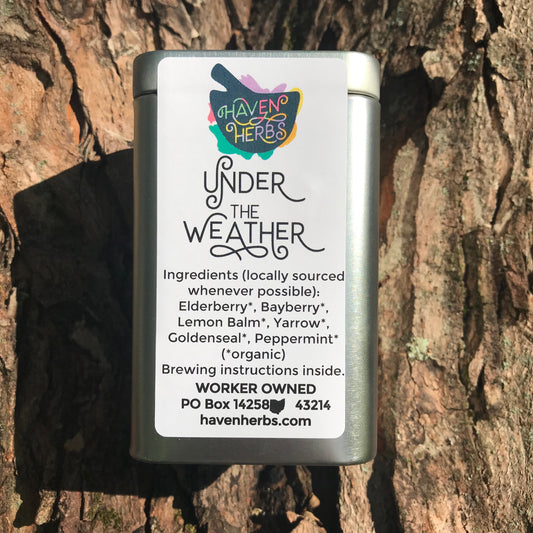 HAVEN
HERBS
UNDER
THE
WEATHER
Ingredients (locally sourced
whenever possible):
Elderberry*, Bayberry*,
Lemon Balm*, Yarrow*,
Goldenseal*, Peppermint*
(*organic)
Brewing instructions inside.
WORKER OWNED
PO Box 14258 43214
havenherbs.com